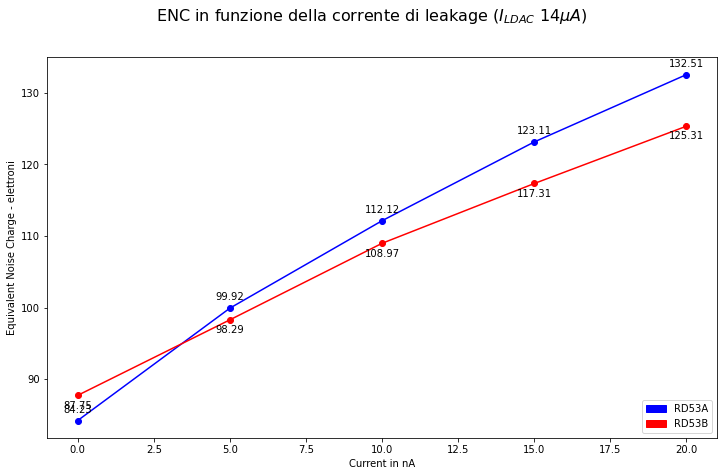 ENC in funzione della corrente di leakage (I_LDAC 14μA)
132.51
130
123.11
125.31
120
117.31
112.12
110
108.97
99.92
100
98.29
90
87.75
84.23
Equivalent Noise Charge - elettroni
RD53A
RD53B
0.0 2.5 5.0 7.5 10.0 12.5 15.0 17.5 20.0
Current in nA